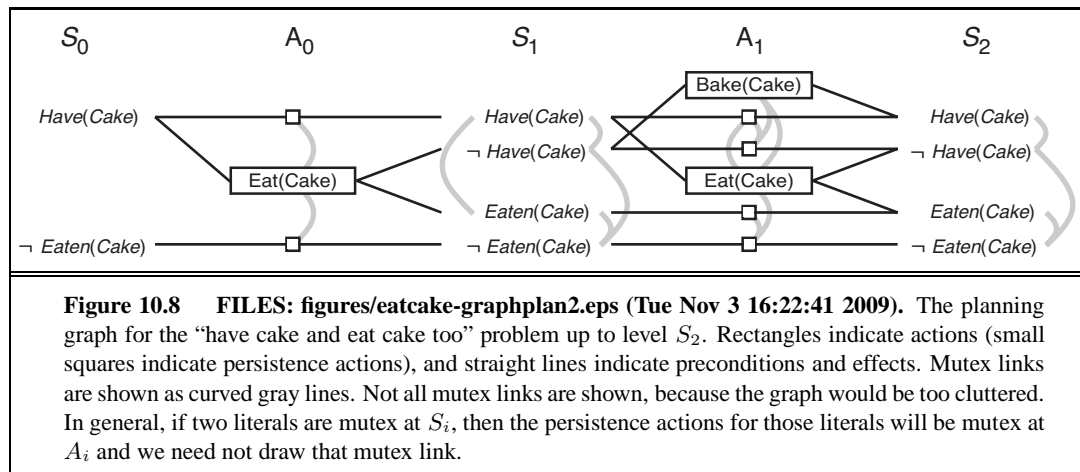 S0 A0 S1 A1 S2
Bake(Cake)
Have(Cake) Have(Cake) Have(Cake)
¬ Have(Cake) ¬ Have(Cake)
Eat(Cake) Eat(Cake)
Eaten(Cake) Eaten(Cake)
¬ Eaten(Cake) ¬ Eaten(Cake) ¬ Eaten(Cake)
Figure 10.8 FILES: figures/eatcake-graphplan2.eps (Tue Nov 3 16:22:41 2009). The planning
graph for the “have cake and eat cake too” problem up to level S2. Rectangles indicate actions (small
squares indicate persistence actions), and straight lines indicate preconditions and effects. Mutex links
are shown as curved gray lines. Not all mutex links are shown, because the graph would be too cluttered.
In general, if two literals are mutex at Si, then the persistence actions for those literals will be mutex at
Ai and we need not draw that mutex link.